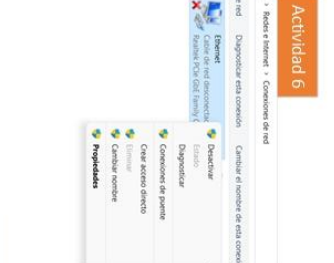 Actividad 6
> Redes e Internet > Conexiones de red
e red Diagnosticar esta conexión Cambiar el nombre de esta conexi
Ethernet
Cable de red desconectad
Realtek PCIe GbE Family C
Desactivar
Estado
Diagnosticar
Conexiones de puente
Crear acceso directo
Eliminar
Cambiar nombre
Propiedades